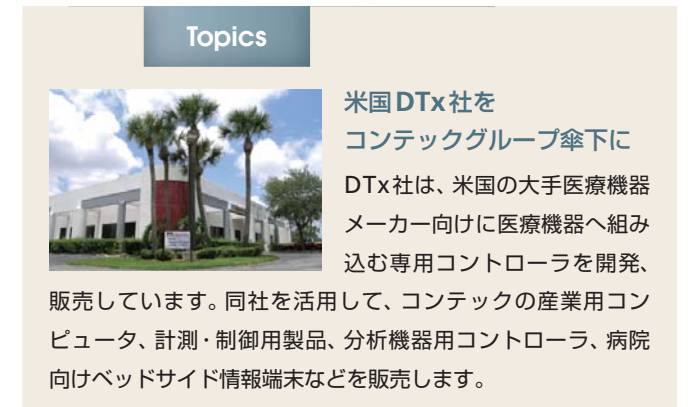 Topics
米国DTx社を
コンテックグループ傘下に
DTx社は、米国の大手医療機器
メーカー向けに医療機器へ組み
込む専用コントローラを開発、
販売しています。同社を活用して、コンテックの産業用コン
ピュータ、計測・制御用製品、分析機器用コントローラ、病院
向けベッドサイド情報端末などを販売します。